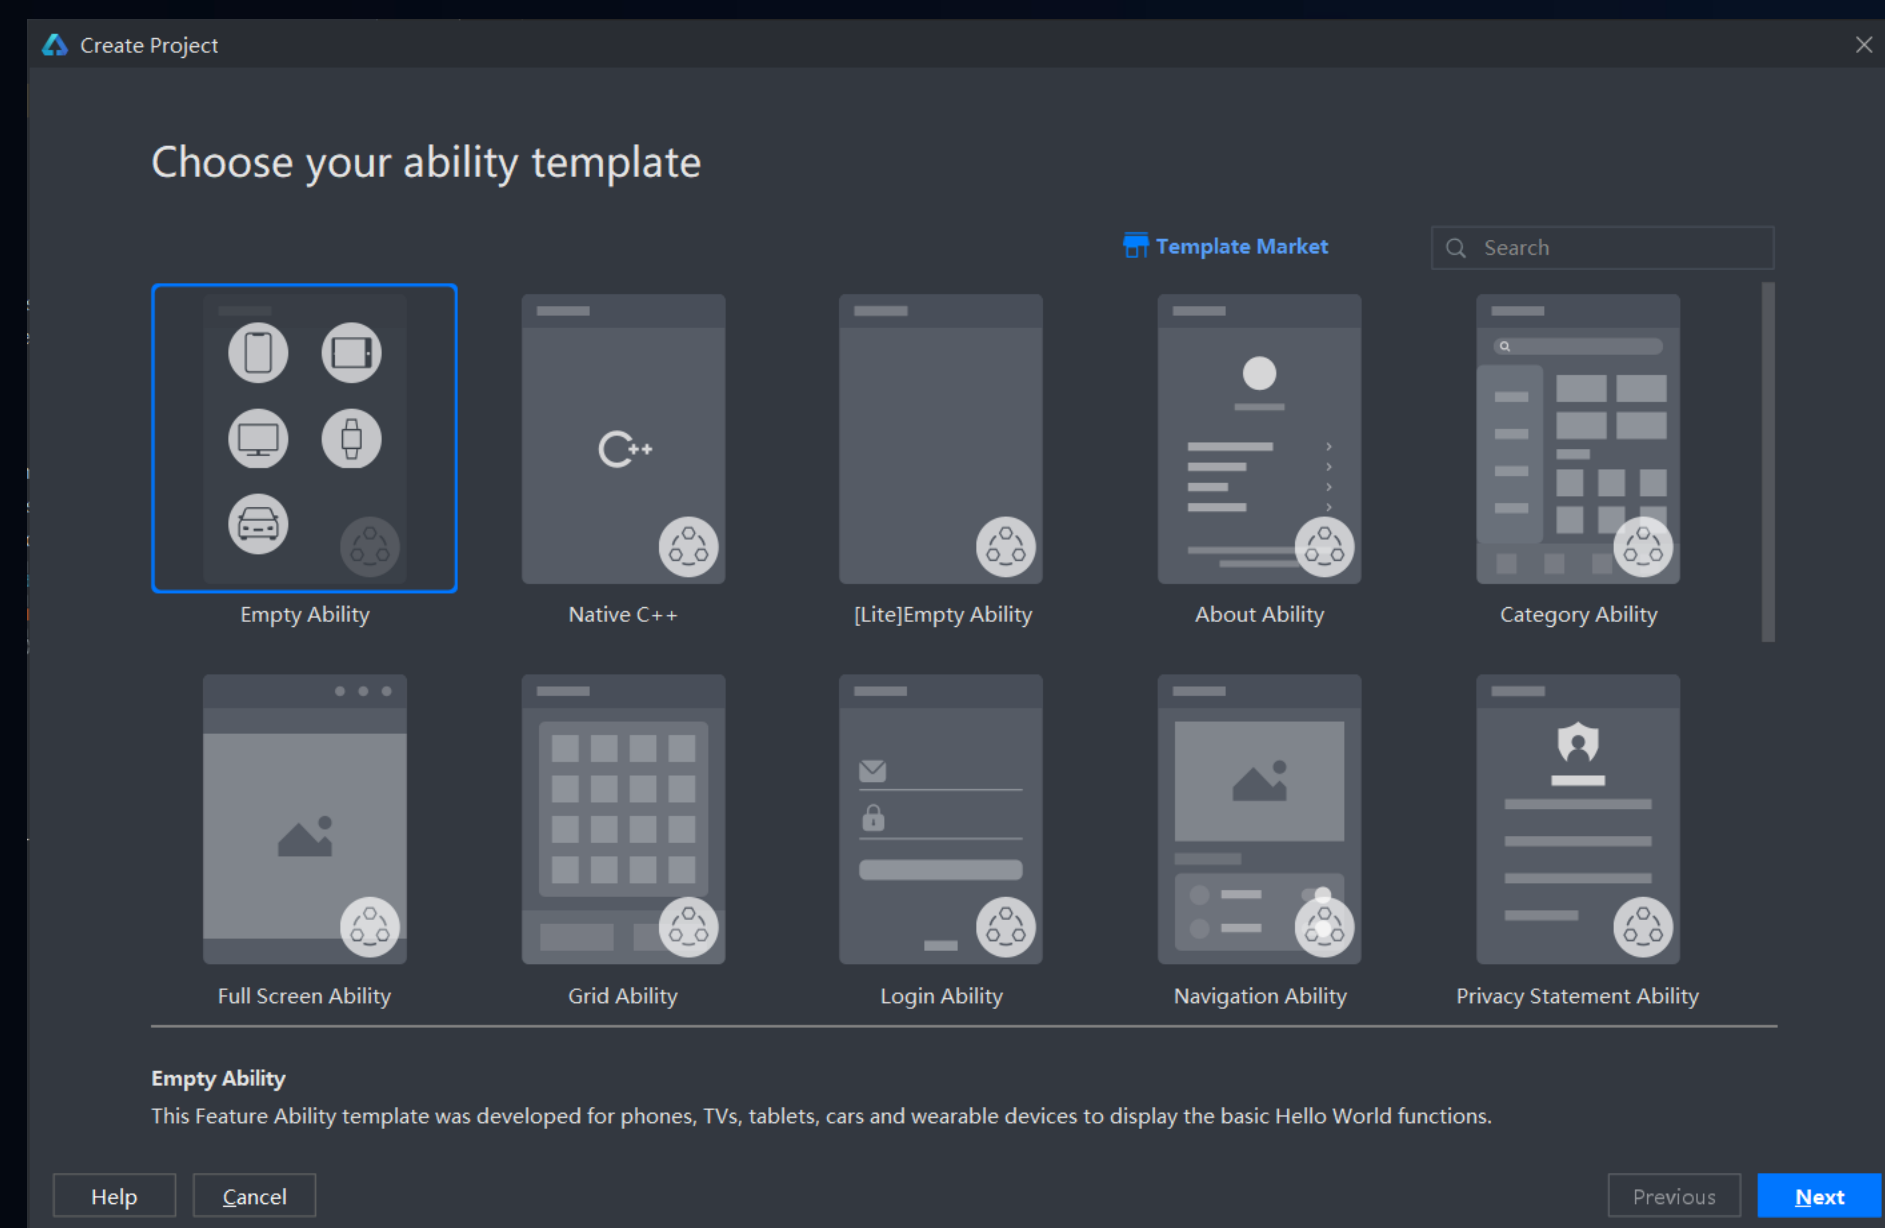 Create Project
Choose your ability template
Template Market
Search
C++
Empty Ability
Native C++
[Lite]Empty Ability
About Ability
Category Ability
Full Screen Ability
Grid Ability
Login Ability
Navigation Ability
Privacy Statement Ability
Empty Ability
This Feature Ability template was developed for phones, TVs, tablets, cars and wearable devices to display the basic Hello World functions.
Help
Cancel
Previous
Next